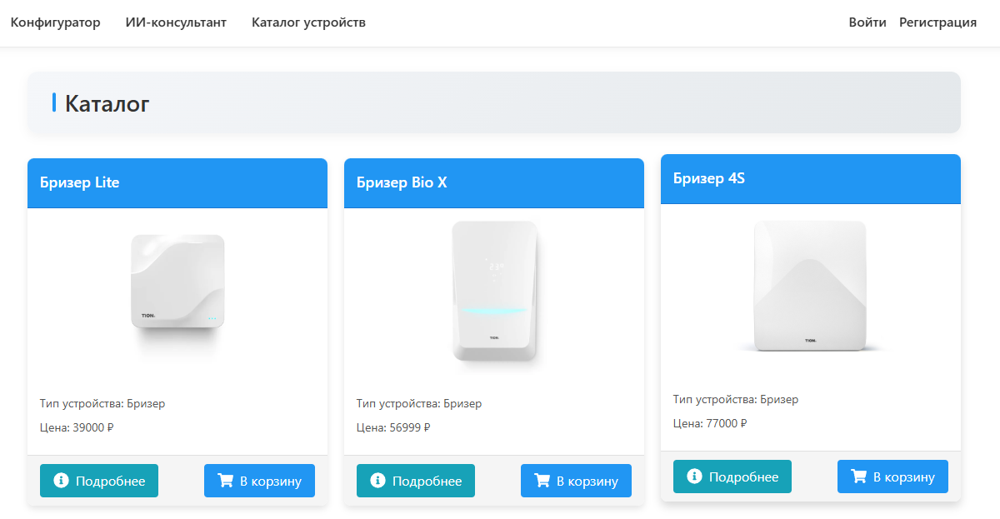 Конфигуратор ИИ-консультант Каталог устройств Войти Регистрация
Каталог
Бризер Lite
TION.
Тип устройства: Бризер
Цена: 39000 ₽
Подробнее В корзину
Бризер Bio X
23°
TION.
Тип устройства: Бризер
Цена: 56999 ₽
Подробнее В корзину
Бризер 4S
TION.
Тип устройства: Бризер
Цена: 77000 ₽
Подробнее В корзину